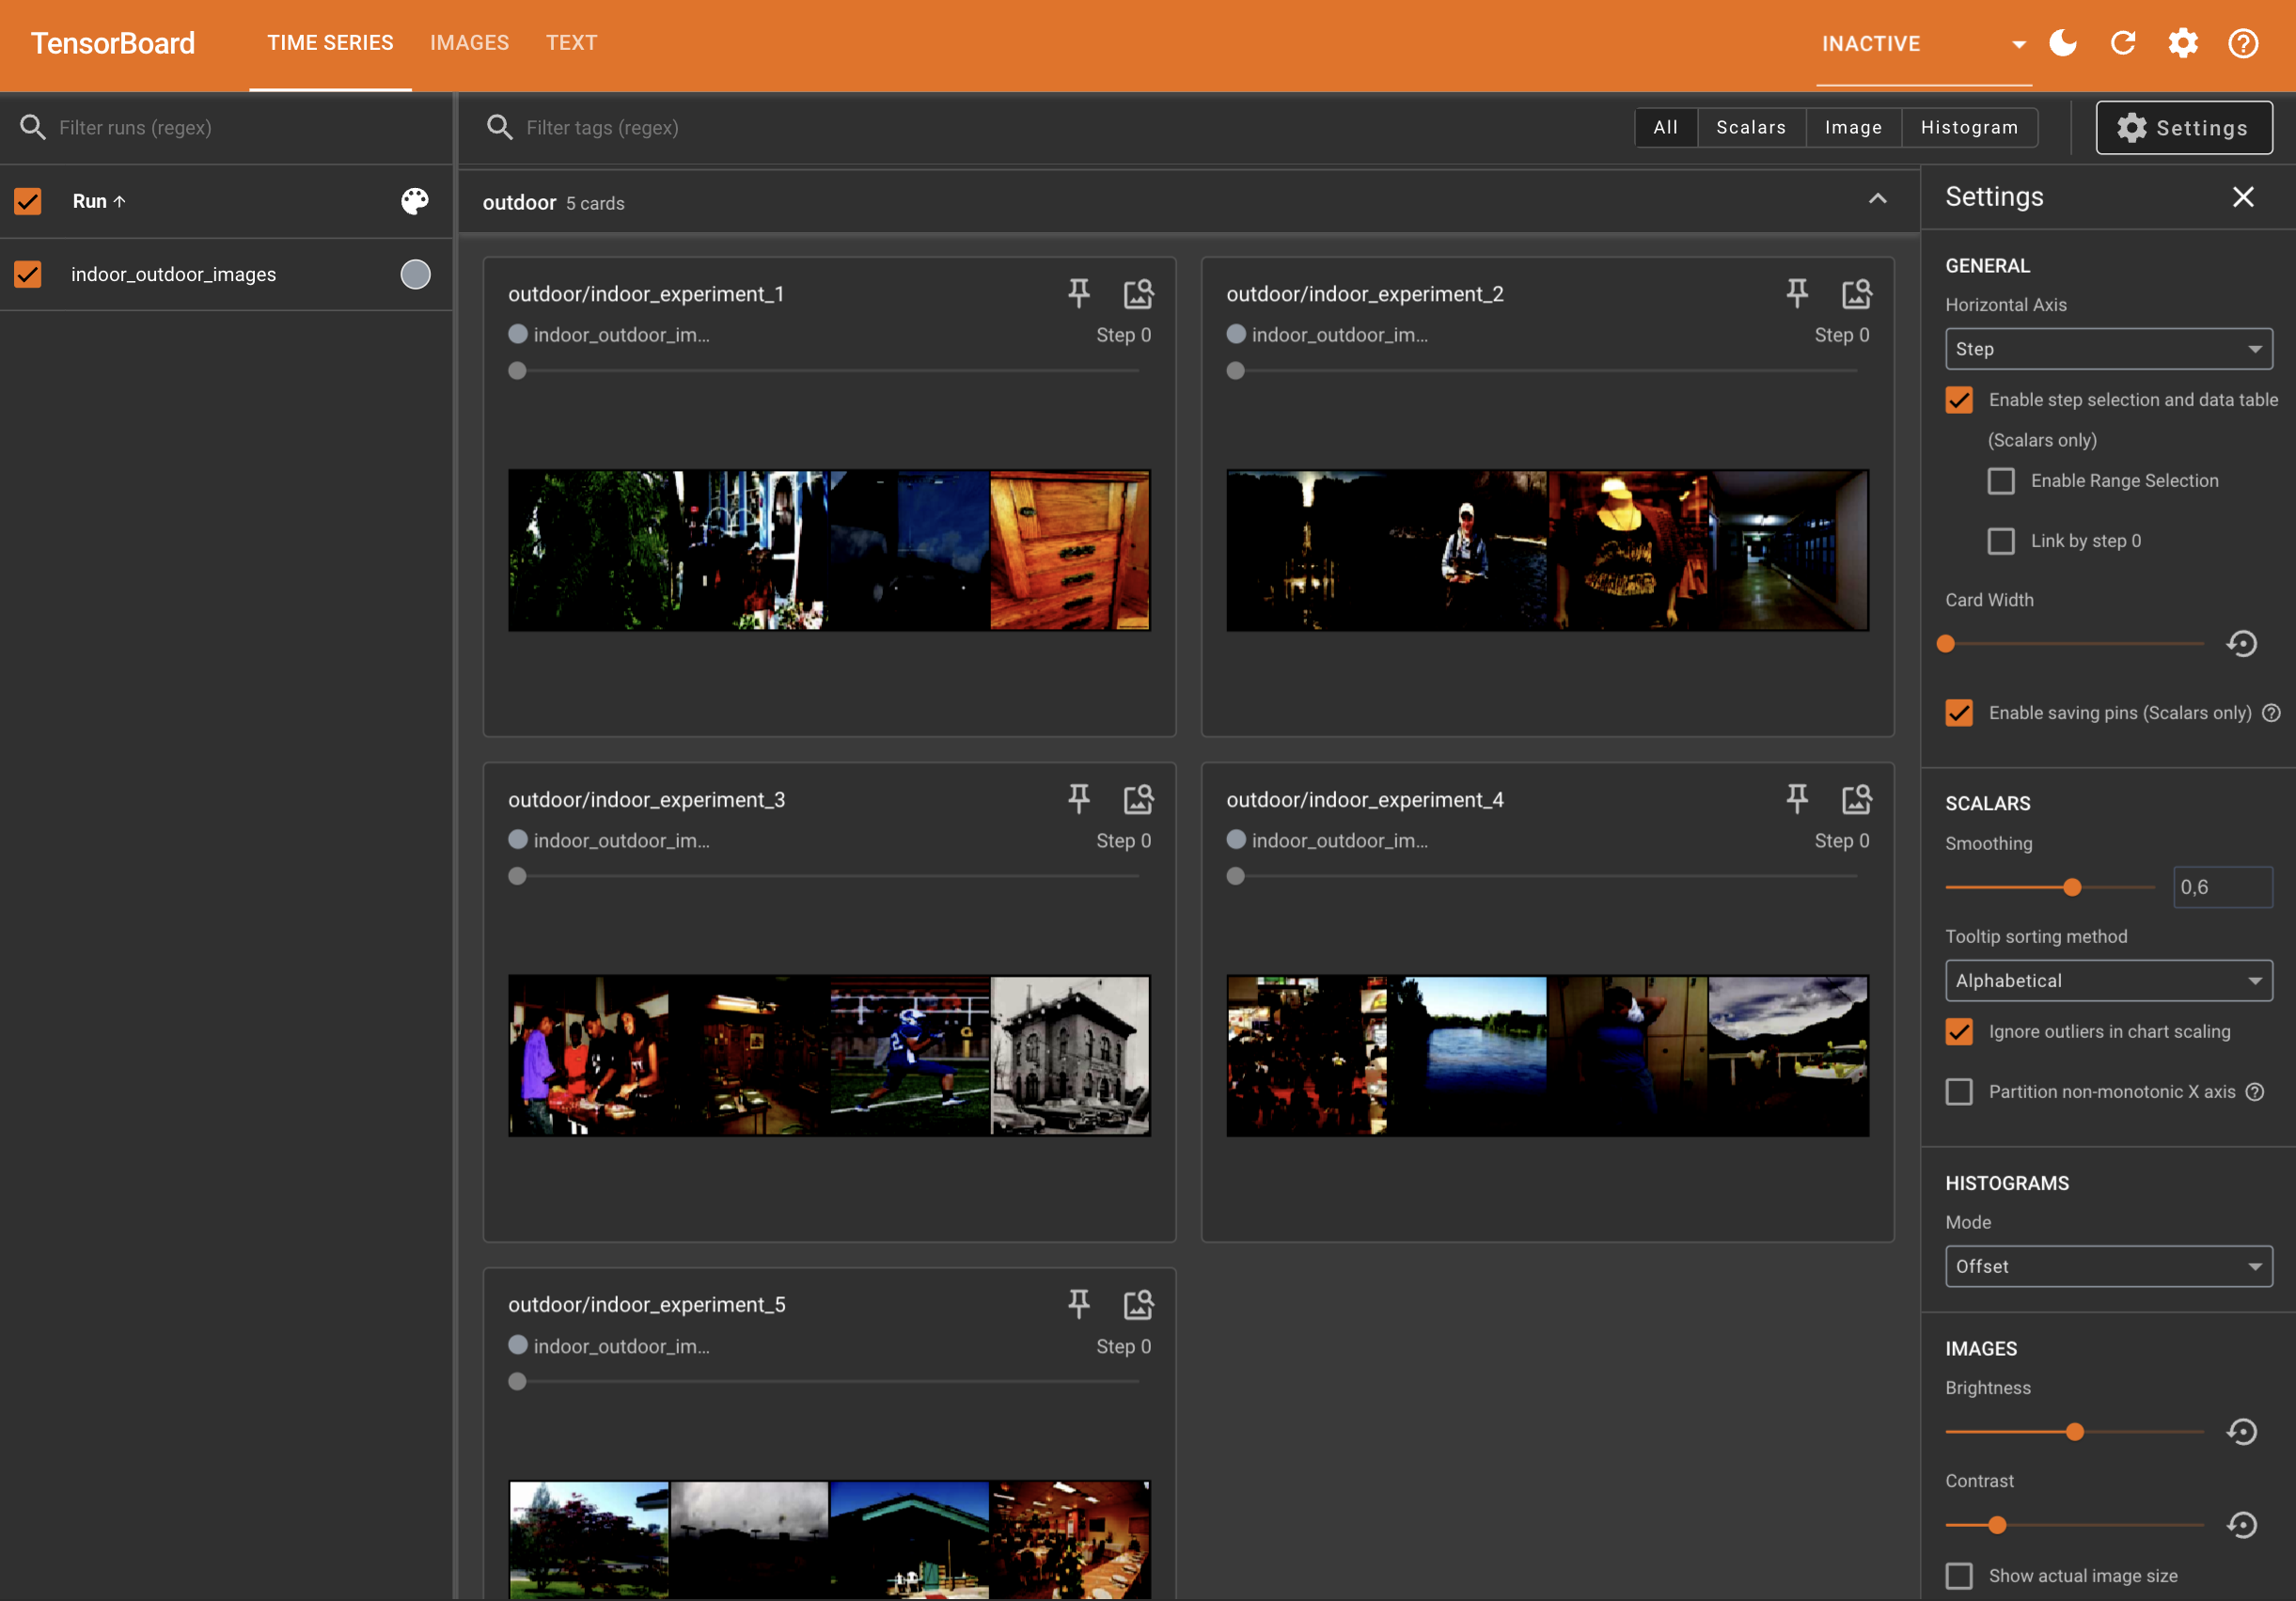 TensorBoard
TIME SERIES
IMAGES
TEXT
INACTIVE
Filter runs (regex)
Filter tags (regex)
All
Scalars
Image
Histogram
Settings
Run
indoor_outdoor_images
outdoor 5 cards
outdoor/indoor_experiment_1
indoor_outdoor_im...
Step 0
outdoor/indoor_experiment_2
indoor_outdoor_im...
Step 0
outdoor/indoor_experiment_3
indoor_outdoor_im...
Step 0
outdoor/indoor_experiment_4
indoor_outdoor_im...
Step 0
outdoor/indoor_experiment_5
indoor_outdoor_im...
Step 0
Settings
GENERAL
Horizontal Axis
Step
Enable step selection and data table
(Scalars only)
Enable Range Selection
Link by step 0
Card Width
Enable saving pins (Scalars only)
SCALARS
Smoothing
0,6
Tooltip sorting method
Alphabetical
Ignore outliers in chart scaling
Partition non-monotonic X axis
HISTOGRAMS
Mode
Offset
IMAGES
Brightness
Contrast
Show actual image size